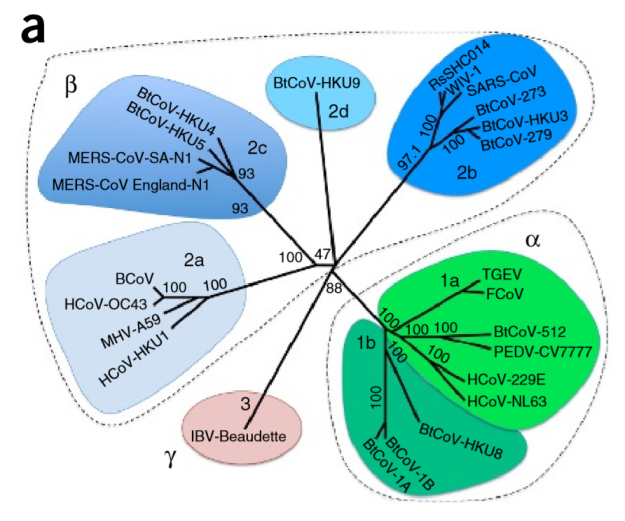 a
β
BtCoV-HKU4
BtCoV-HKU5
2c
MERS-CoV-SA-N1
MERS-CoV England-N1
93
93
BtCoV-HKU9
2d
RsSHC014
WIV-1
SARS-CoV
BtCoV-273
BtCoV-HKU3
BtCoV-279
100
100
97.1
2b
2a
BCoV
HCoV-OC43
MHV-A59
HCoV-HKU1
100
100
100
47
88
α
1a
TGEV
FCoV
BtCoV-512
PEDV-CV7777
HCoV-229E
HCoV-NL63
100
100
100
100
1b
100
100
BtCoV-HKU8
BtCoV-1B
BtCoV-1A
3
IBV-Beaudette
γ